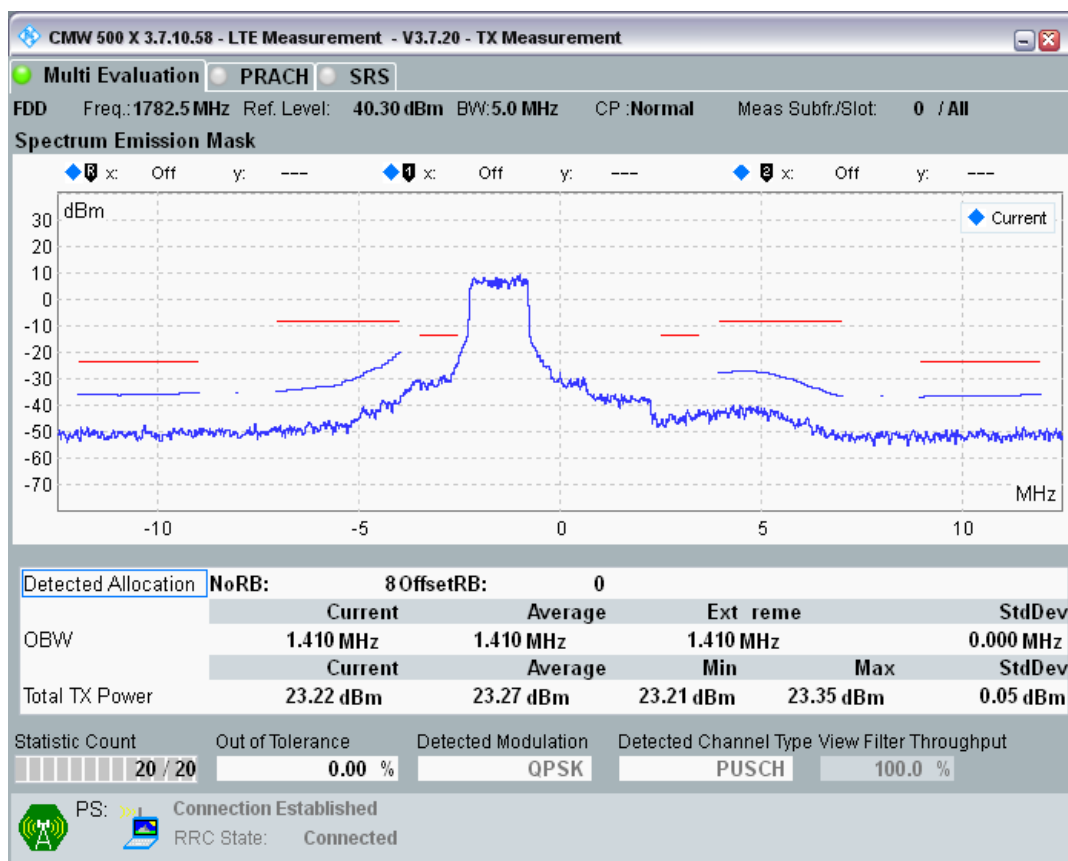 CMW 500 X 3.7.10.58 - LTE Measurement - V3.7.20 - TX Measurement
Multi Evaluation PRACH SRS
FDD Freq.: 1782.5 MHz Ref. Level: 40.30 dBm BW: 5.0 MHz CP : Normal Meas Subfr./Slot: 0 / All
Spectrum Emission Mask
R x: Off y: --- 1 x: Off y: --- 2 x: Off y: ---
dBm
Current
30
20
10
0
-10
-20
-30
-40
-50
-60
-70
MHz
-10 -5 0 5 10
Detected Allocation NoRB: 8 OffsetRB: 0
Current Average Ext reme StdDev
OBW 1.410 MHz 1.410 MHz 1.410 MHz 0.000 MHz
Current Average Min Max StdDev
Total TX Power 23.22 dBm 23.27 dBm 23.21 dBm 23.35 dBm 0.05 dBm
Statistic Count Out of Tolerance Detected Modulation Detected Channel Type View Filter Throughput
20 / 20 0.00 % QPSK PUSCH 100.0 %
PS: Connection Established
RRC State: Connected